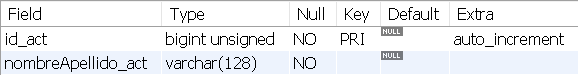 Field Type Null Key Default Extra
id_act bigint unsigned NO PRI NULL auto_increment
nombreApellido_act varchar(128) NO NULL